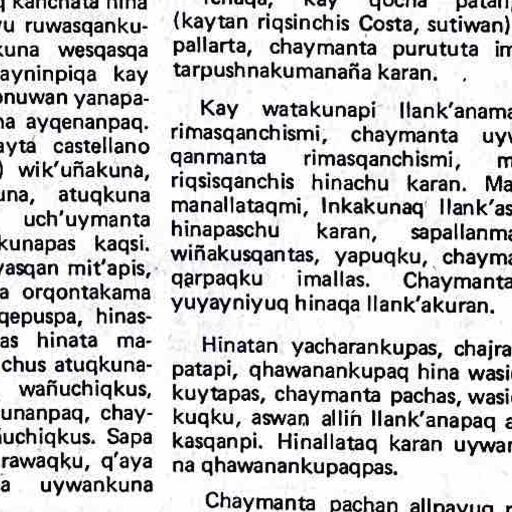 kanchata hina
yu ruwasqanku-
kuna wesqasqa
ayninpiqa kay
onuwan yanapa-
na ayqenanpaq.
ayta castellano
) wik'uñakuna,
una, atuqkuna
uch'uymanta
kunapas kaqsi.
yasqan mit'apis,
a orqontakama
qepuspa, hinas-
as hinata ma-
chus atuqkuna-
wañuchiqkus,
unanpaq, chay-
ñuchiqkus. Sapa
rawaqku, q'aya
a uywankuna
kay qocha patan
(kaytan riqsinchis Costa, sutiwan)
pallarta, chaymanta purututa im
tarpushnakumanaña karan.
Kay watakunapi llank'anama
rimasqanchismi, chaymanta uyw
qanmanta rimasqanchismi, m
riqsisqanchis hinachu karan. Ma
manallataqmi, Inkakunaq llank'as
hinapaschu karan, sapallanma
wiñakusqantas, yapuqku, chayma
qarpaqku imallas. Chaymanta
yuyayniyuq hinaqa llank'akuran.
Hinatan yacharankupas, chajra
patapi, qhawanankupaq hina wasi
kuytapas, chaymanta pachas, wasi
kuqku, aswan allin llank'anapaq a
kasqanpi. Hinallataq karan uywar
na qhawanankupaqpas.
Chaymanta pachan allpayuq